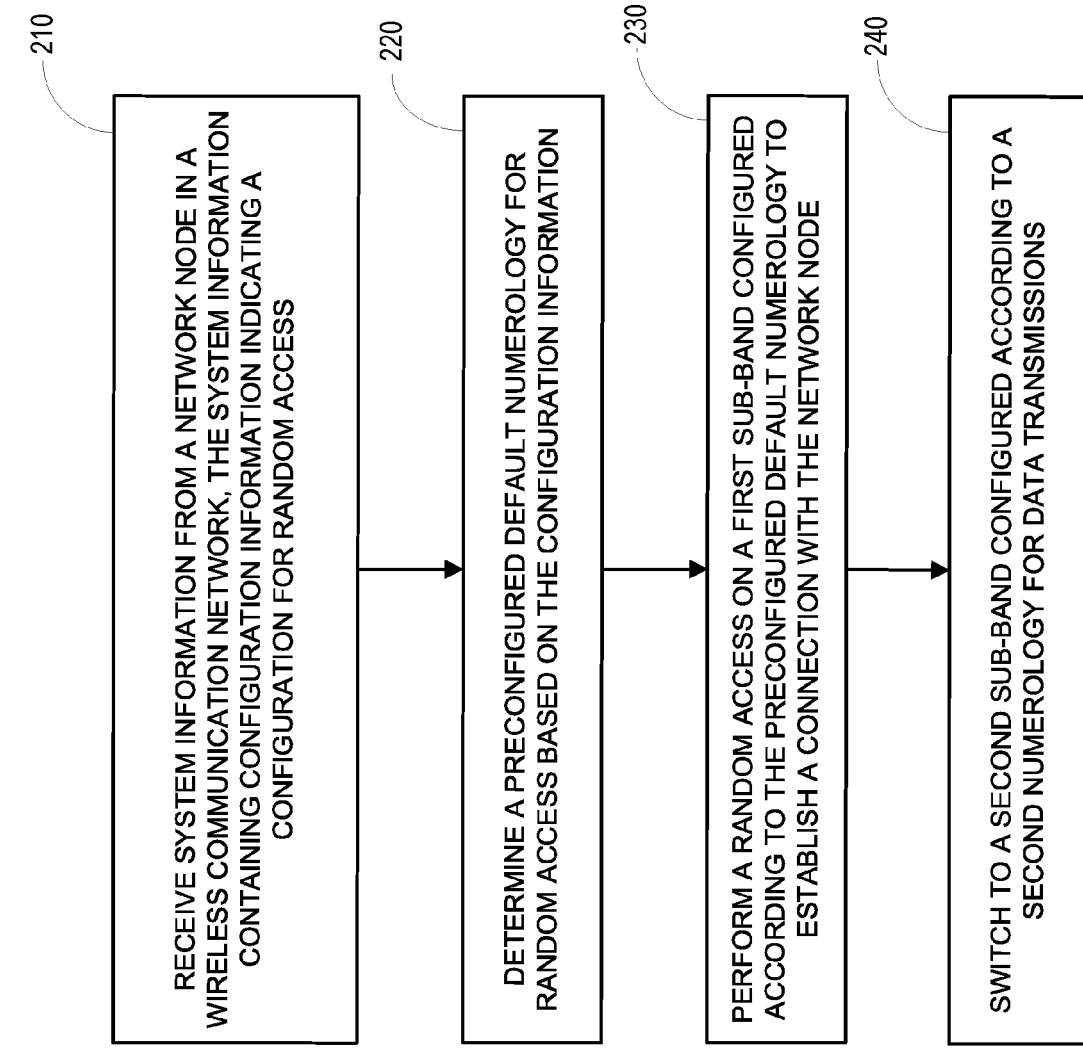 210
RECEIVE SYSTEM INFORMATION FROM A NETWORK NODE IN A
WIRELESS COMMUNICATION NETWORK, THE SYSTEM INFORMATION
CONTAINING CONFIGURATION INFORMATION INDICATING A
CONFIGURATION FOR RANDOM ACCESS
220
DETERMINE A PRECONFIGURED DEFAULT NUMEROLOGY FOR
RANDOM ACCESS BASED ON THE CONFIGURATION INFORMATION
230
PERFORM A RANDOM ACCESS ON A FIRST SUB-BAND CONFIGURED
ACCORDING TO THE PRECONFIGURED DEFAULT NUMEROLOGY TO
ESTABLISH A CONNECTION WITH THE NETWORK NODE
240
SWITCH TO A SECOND SUB-BAND CONFIGURED ACCORDING TO A
SECOND NUMEROLOGY FOR DATA TRANSMISSIONS